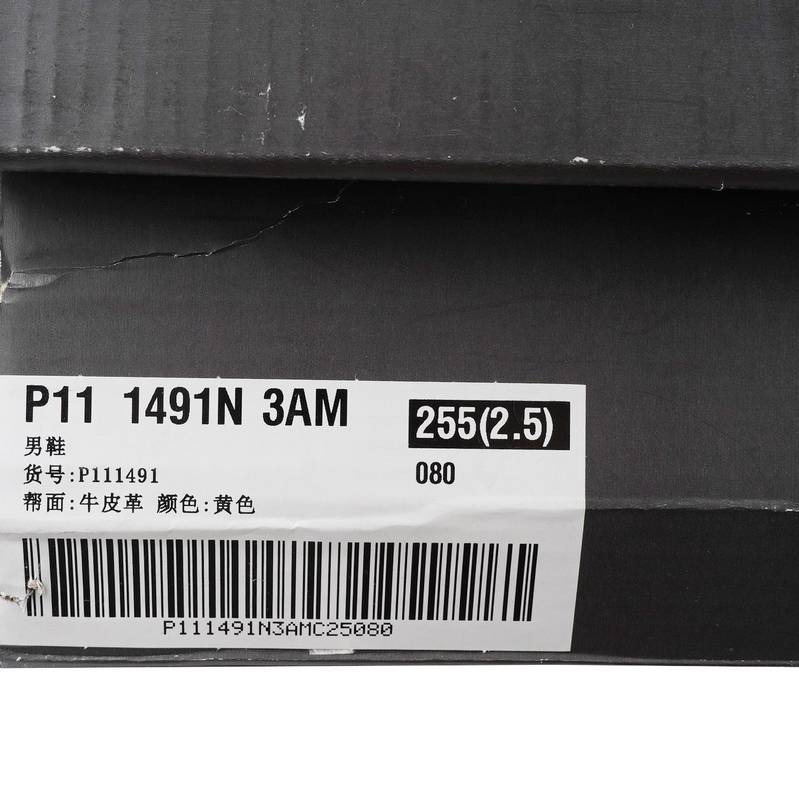 P11 1491N 3AM
255(2.5)
男鞋
货号:P111491
080
帮面:牛皮革 颜色:黄色
P111491N3AMC25080